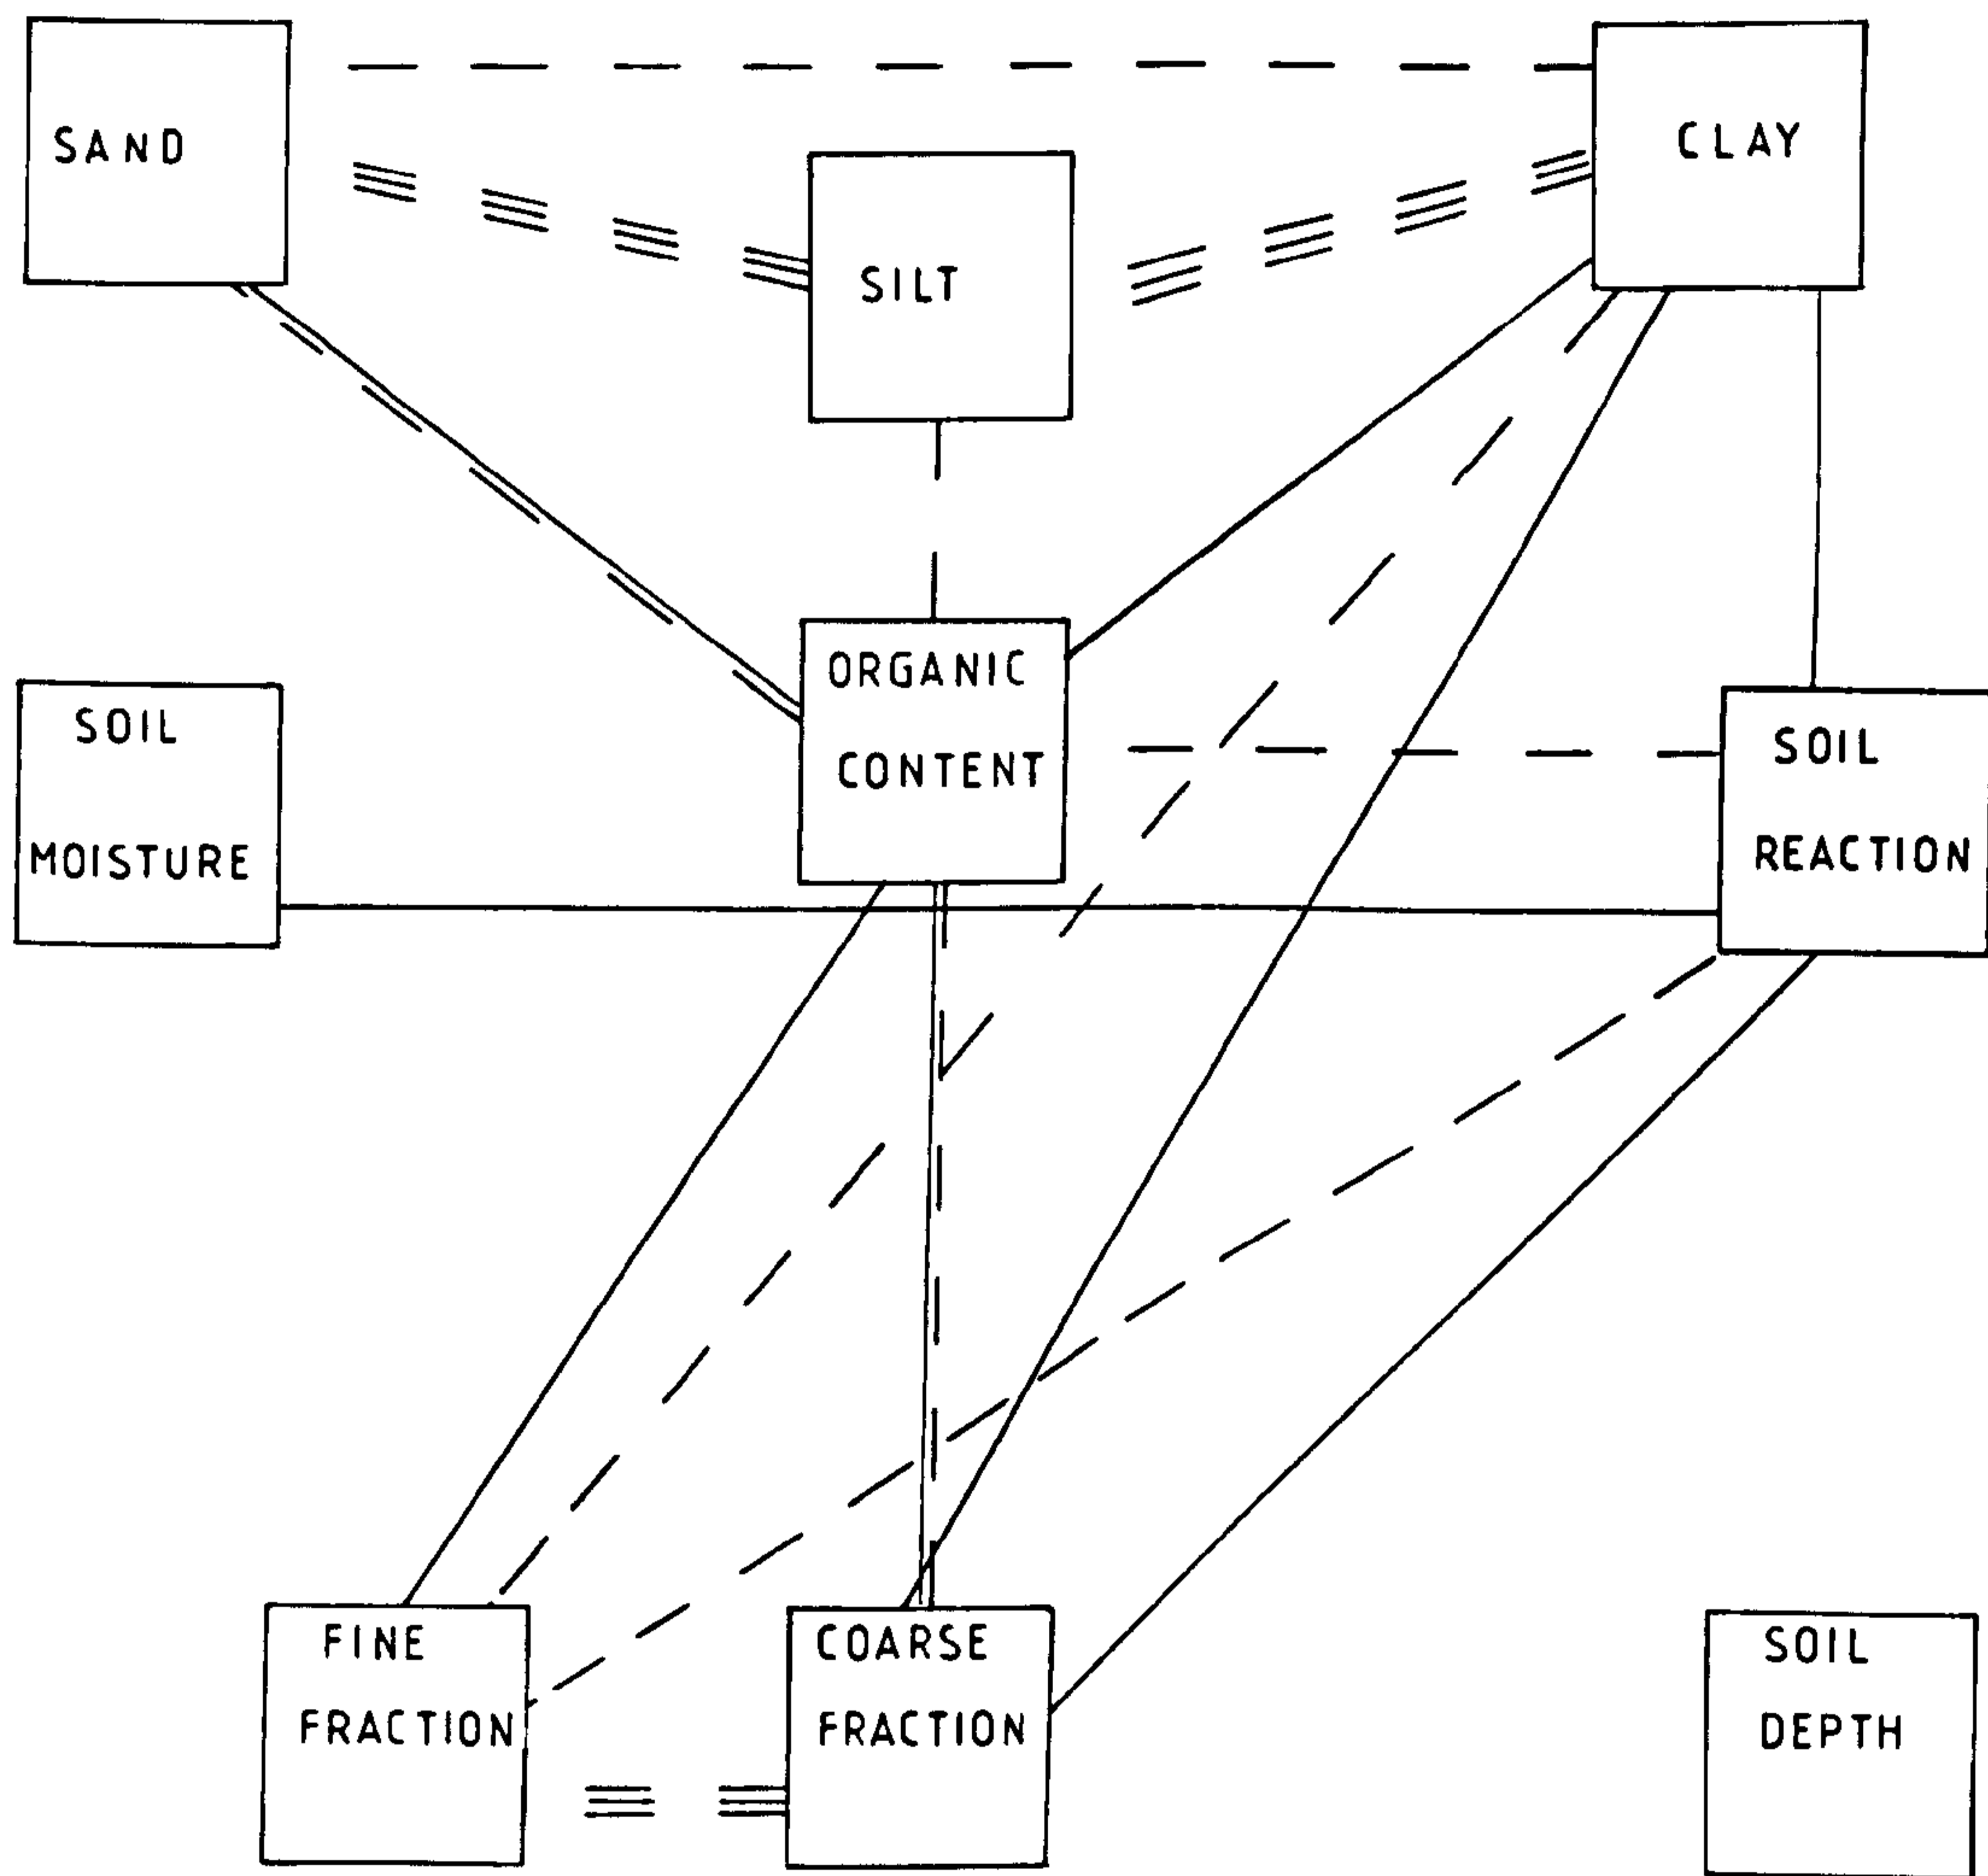 SAND
CLAY
SILT
ORGANIC
CONTENT
SOIL
MOISTURE
SOIL
REACTION
FINE
FRACTION
COARSE
FRACTION
SOIL
DEPTH